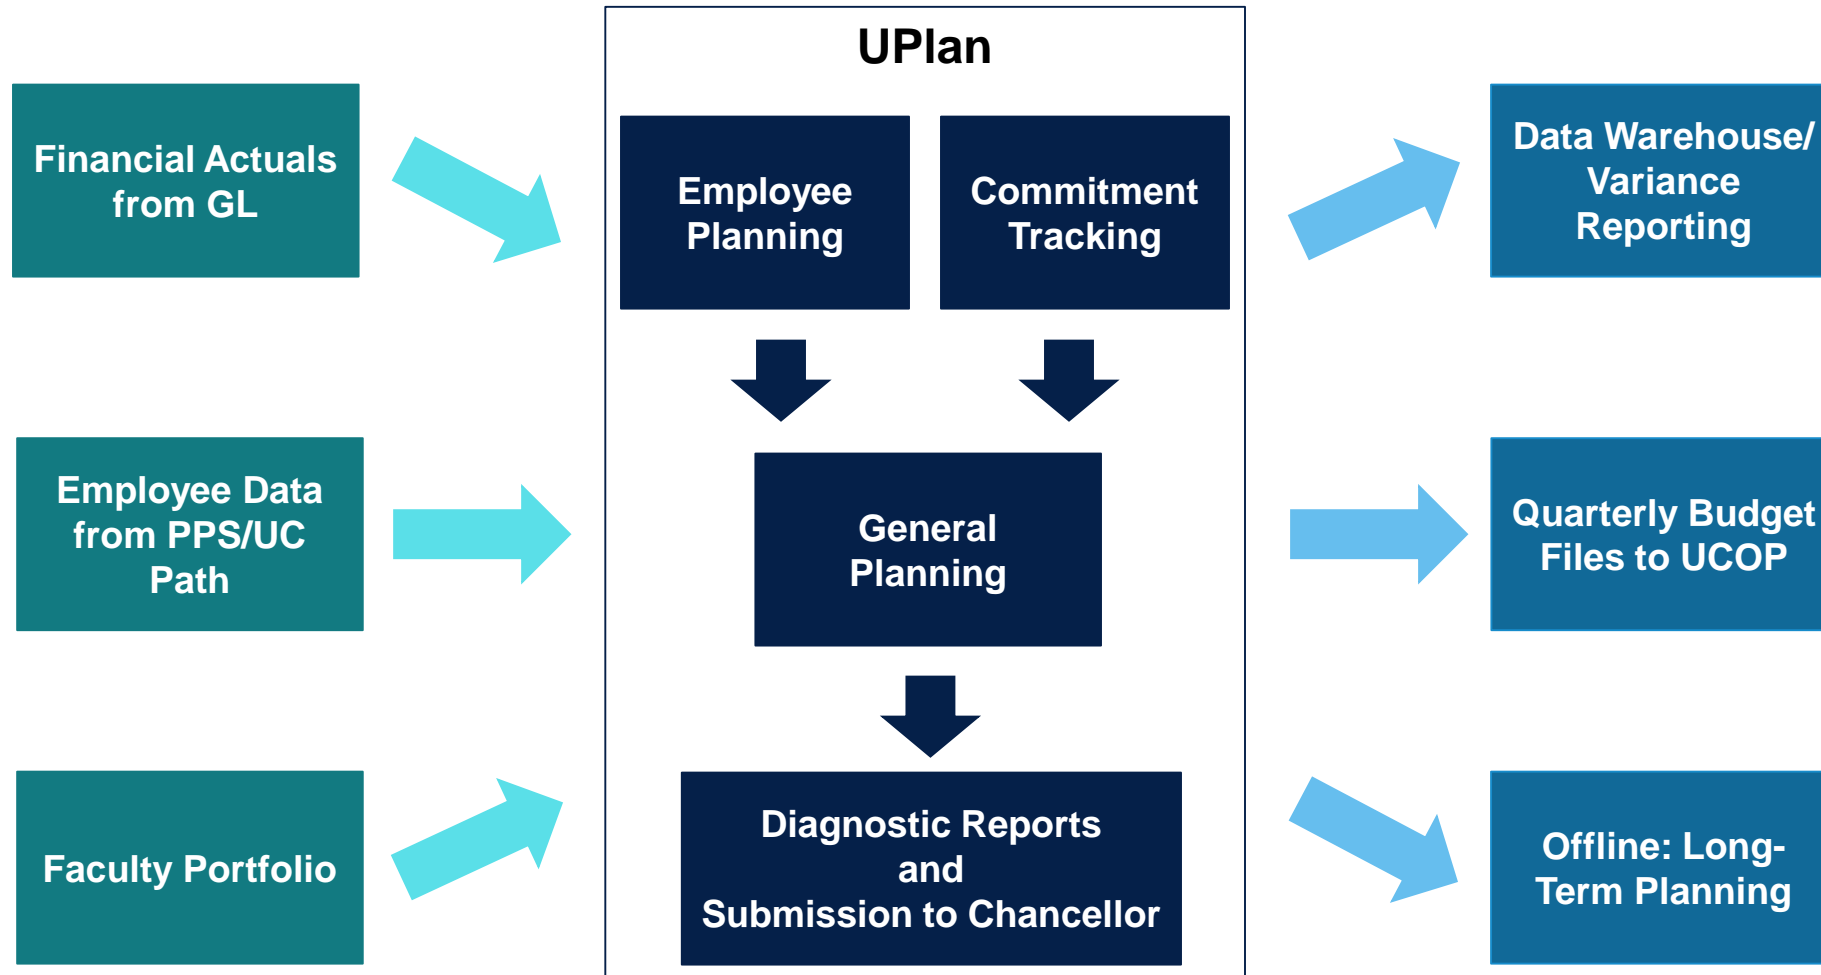 UPlan
Financial Actuals
from GL
Employee
Planning
Commitment
Tracking
Data Warehouse/
Variance
Reporting
Employee Data
from PPS/UC
Path
General
Planning
Quarterly Budget
Files to UCOP
Faculty Portfolio
Diagnostic Reports
and
Submission to Chancellor
Offline: Long-
Term Planning